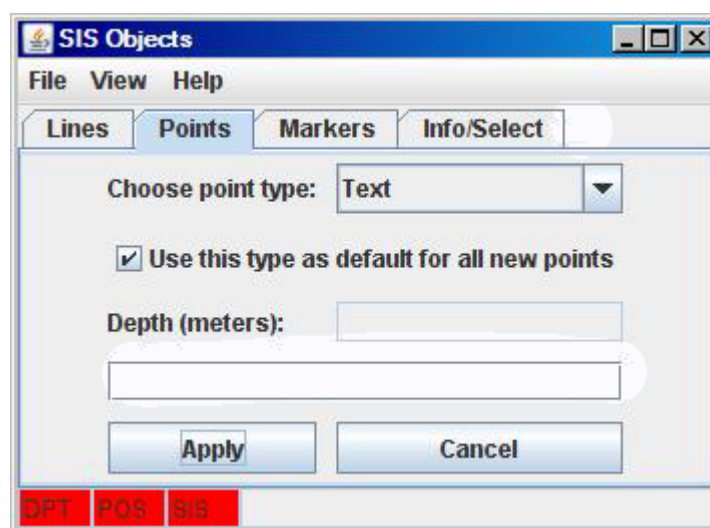 SIS Objects
File View Help
Lines Points Markers Info/Select
Choose point type: Text
Use this type as default for all new points
Depth (meters):
Apply Cancel
DPT POS SIS